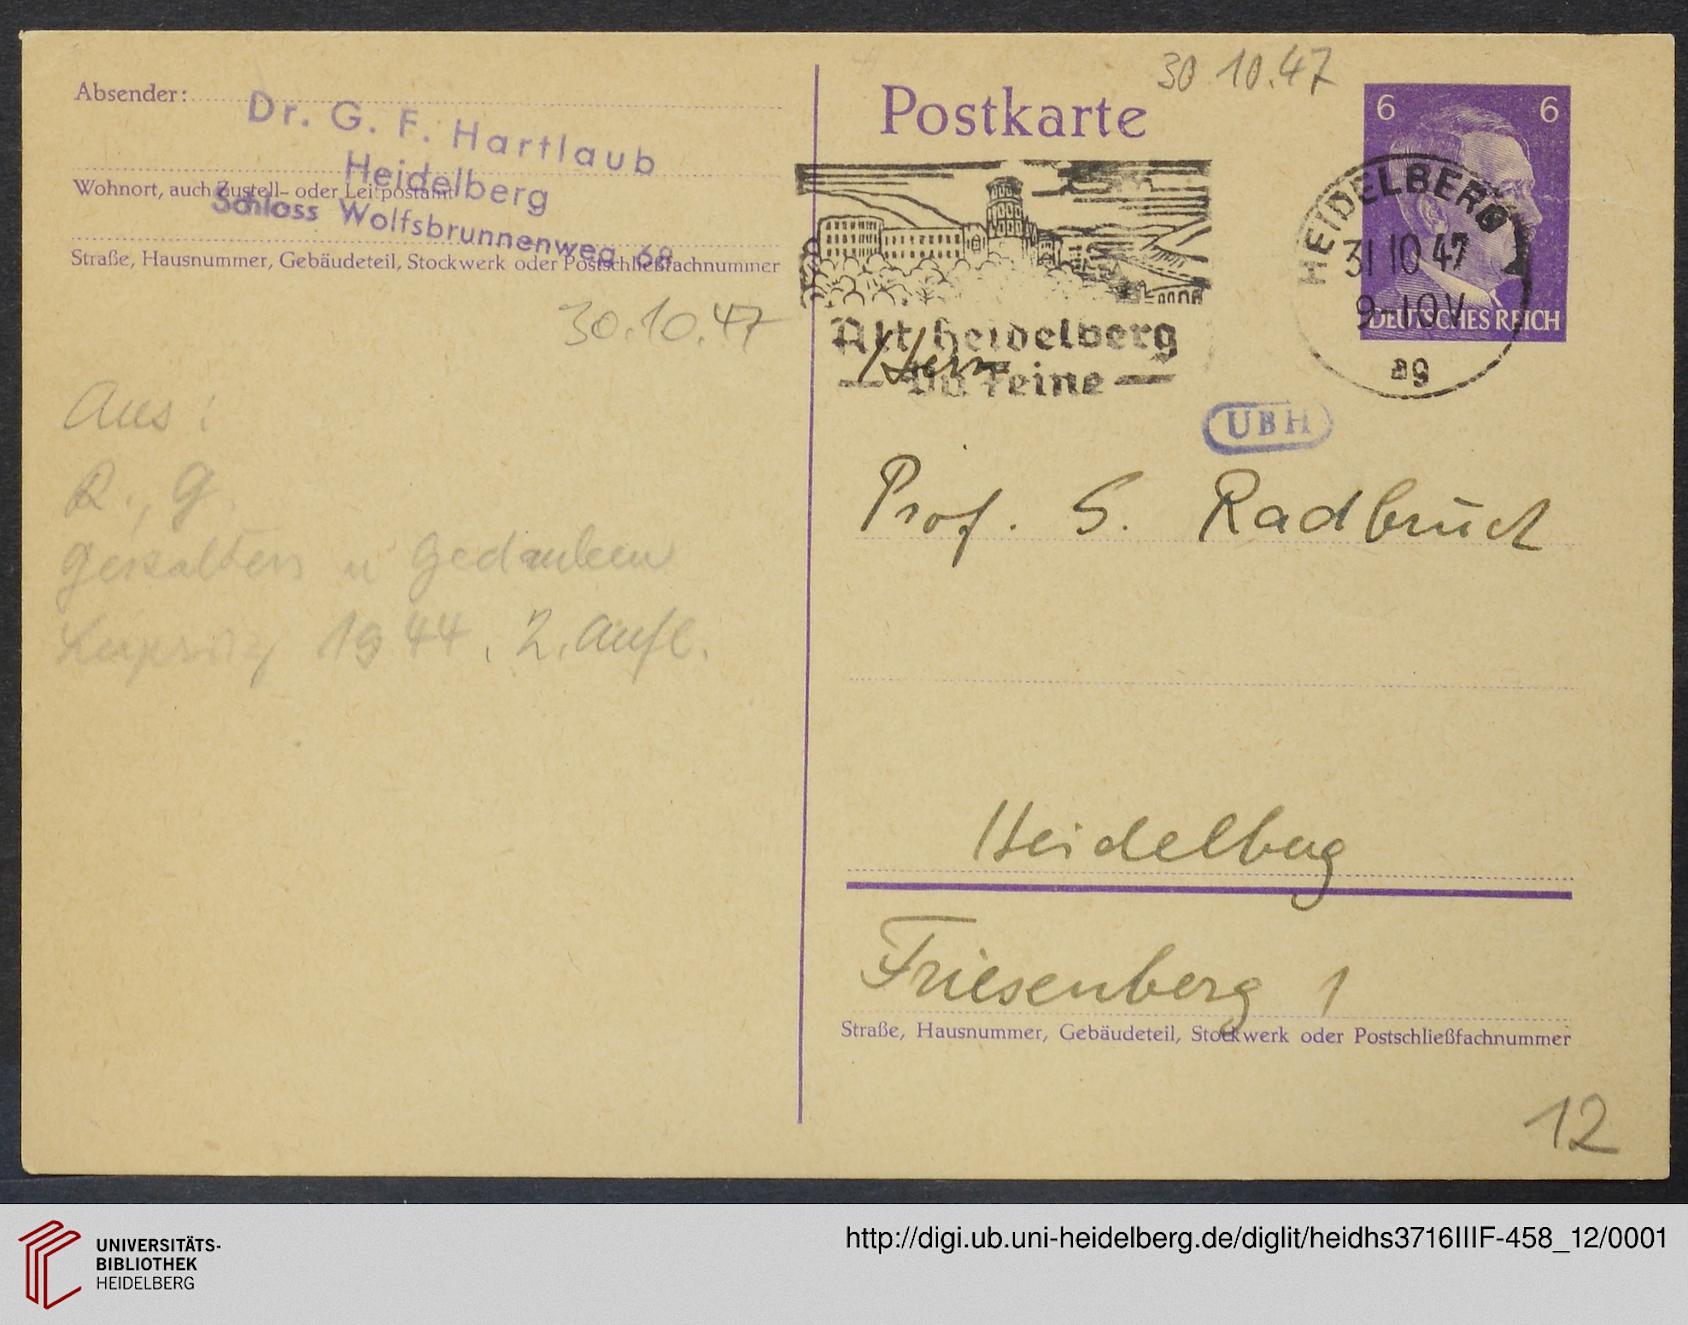 Absender:
Dr. G. F. Hartlaub
Heidelberg
Wohnort, auch Zustell- oder Leitpostamt
Schloss Wolfsbrunnenweg 68
Straße, Hausnummer, Gebäudeteil, Stockwerk oder Postschließfachnummer
30.10.47
Aus:
R., G.
Gestalten u Gedanken
Leipzig 1944, 2. Aufl.
30 10.47
Postkarte
6 6
DEUTSCHES REICH
HEIDELBERG
31 10 47
9-10V
ag
Alt Heidelberg
Du Feine
Herrn
UBH
Prof. G. Radbruch
Heidelberg
Friesenberg 1
Straße, Hausnummer, Gebäudeteil, Stockwerk oder Postschließfachnummer
12
UNIVERSITÄTS-
BIBLIOTHEK
HEIDELBERG
http://digi.ub.uni-heidelberg.de/diglit/heidhs3716IIIF-458_12/0001